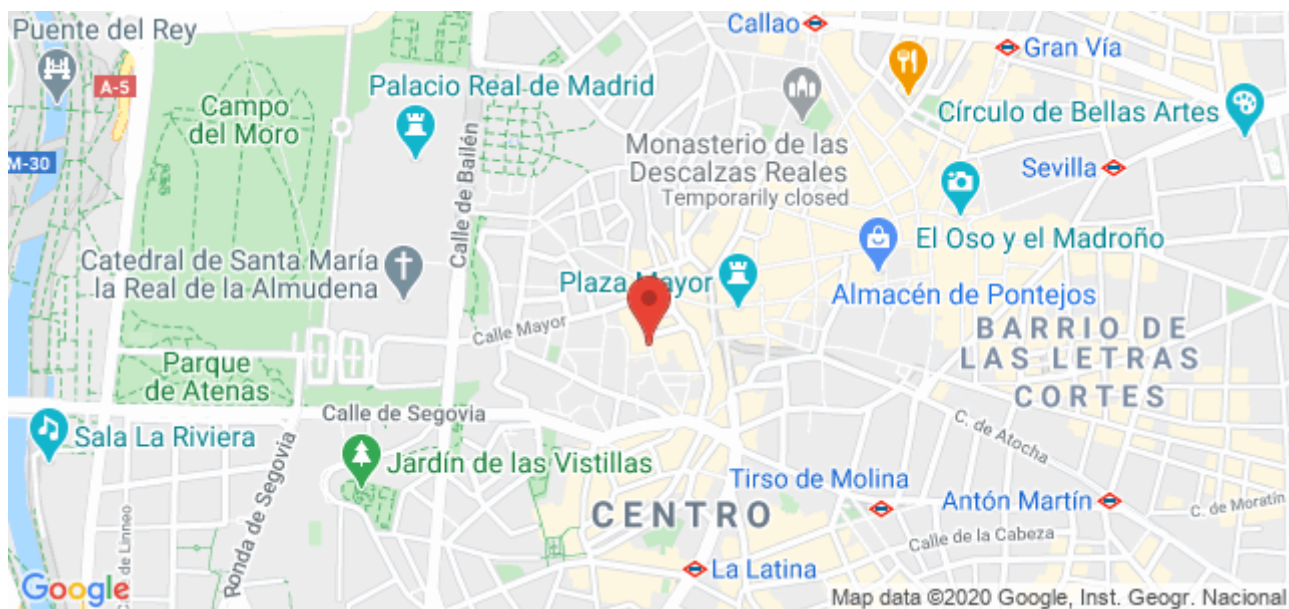 Puente del Rey
A-5
M-30
Campo
del Moro
Palacio Real de Madrid
Calle de Bailén
Callao
Gran Vía
Círculo de Bellas Artes
Monasterio de las
Descalzas Reales
Temporarily closed
Sevilla
El Oso y el Madroño
Catedral de Santa María
la Real de la Almudena
Plaza Mayor
Almacén de Pontejos
Calle Mayor
BARRIO DE
LAS LETRAS
CORTES
Parque
de Atenas
Calle de Segovia
Sala La Riviera
Ronda de Segovia
Jardín de las Vistillas
C. de Atocha
Tirso de Molina
Antón Martín
C. de Moratín
CENTRO
Calle de la Cabeza
La Latina
de Linneo
Google
Map data ©2020 Google, Inst. Geogr. Nacional